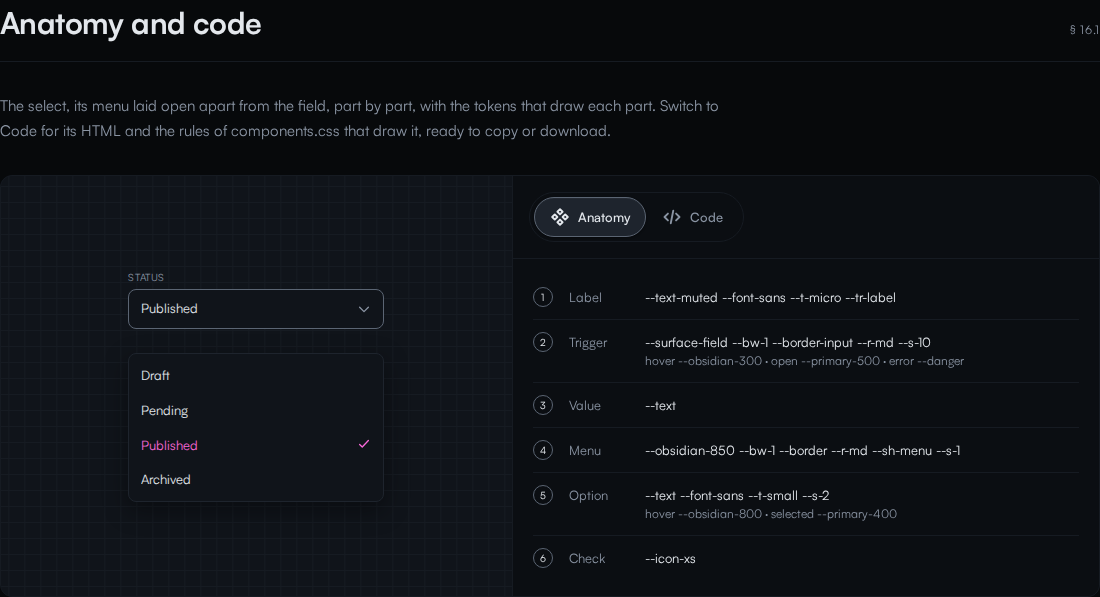 Anatomy and code
§ 16.1
The select, its menu laid open apart from the field, part by part, with the tokens that draw each part. Switch to
Code for its HTML and the rules of components.css that draw it, ready to copy or download.
STATUS
Published
Draft
Pending
Published
Archived
Anatomy
</> Code
1 Label --text-muted --font-sans --t-micro --tr-label
2 Trigger --surface-field --bw-1 --border-input --r-md --s-10
hover --obsidian-300 · open --primary-500 · error --danger
3 Value --text
4 Menu --obsidian-850 --bw-1 --border --r-md --sh-menu --s-1
5 Option --text --font-sans --t-small --s-2
hover --obsidian-800 · selected --primary-400
6 Check --icon-xs